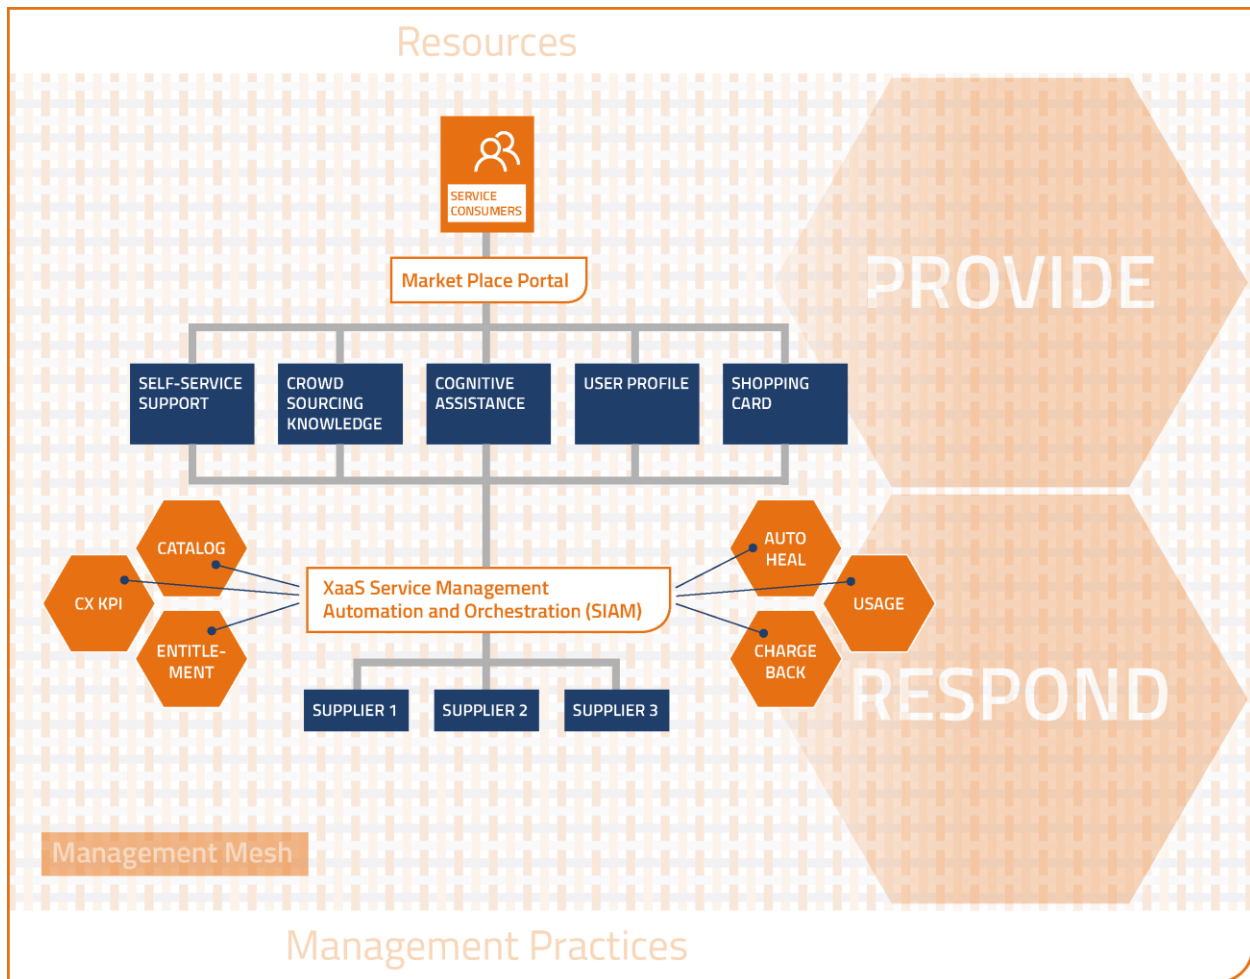 Resources
SERVICE
CONSUMERS
Market Place Portal
PROVIDE
SELF-SERVICE
SUPPORT
CROWD
SOURCING
KNOWLEDGE
COGNITIVE
ASSISTANCE
USER PROFILE
SHOPPING
CARD
CATALOG
CX KPI
ENTITLE-
MENT
XaaS Service Management
Automation and Orchestration (SIAM)
AUTO
HEAL
USAGE
CHARGE
BACK
RESPOND
SUPPLIER 1
SUPPLIER 2
SUPPLIER 3
Management Mesh
Management Practices